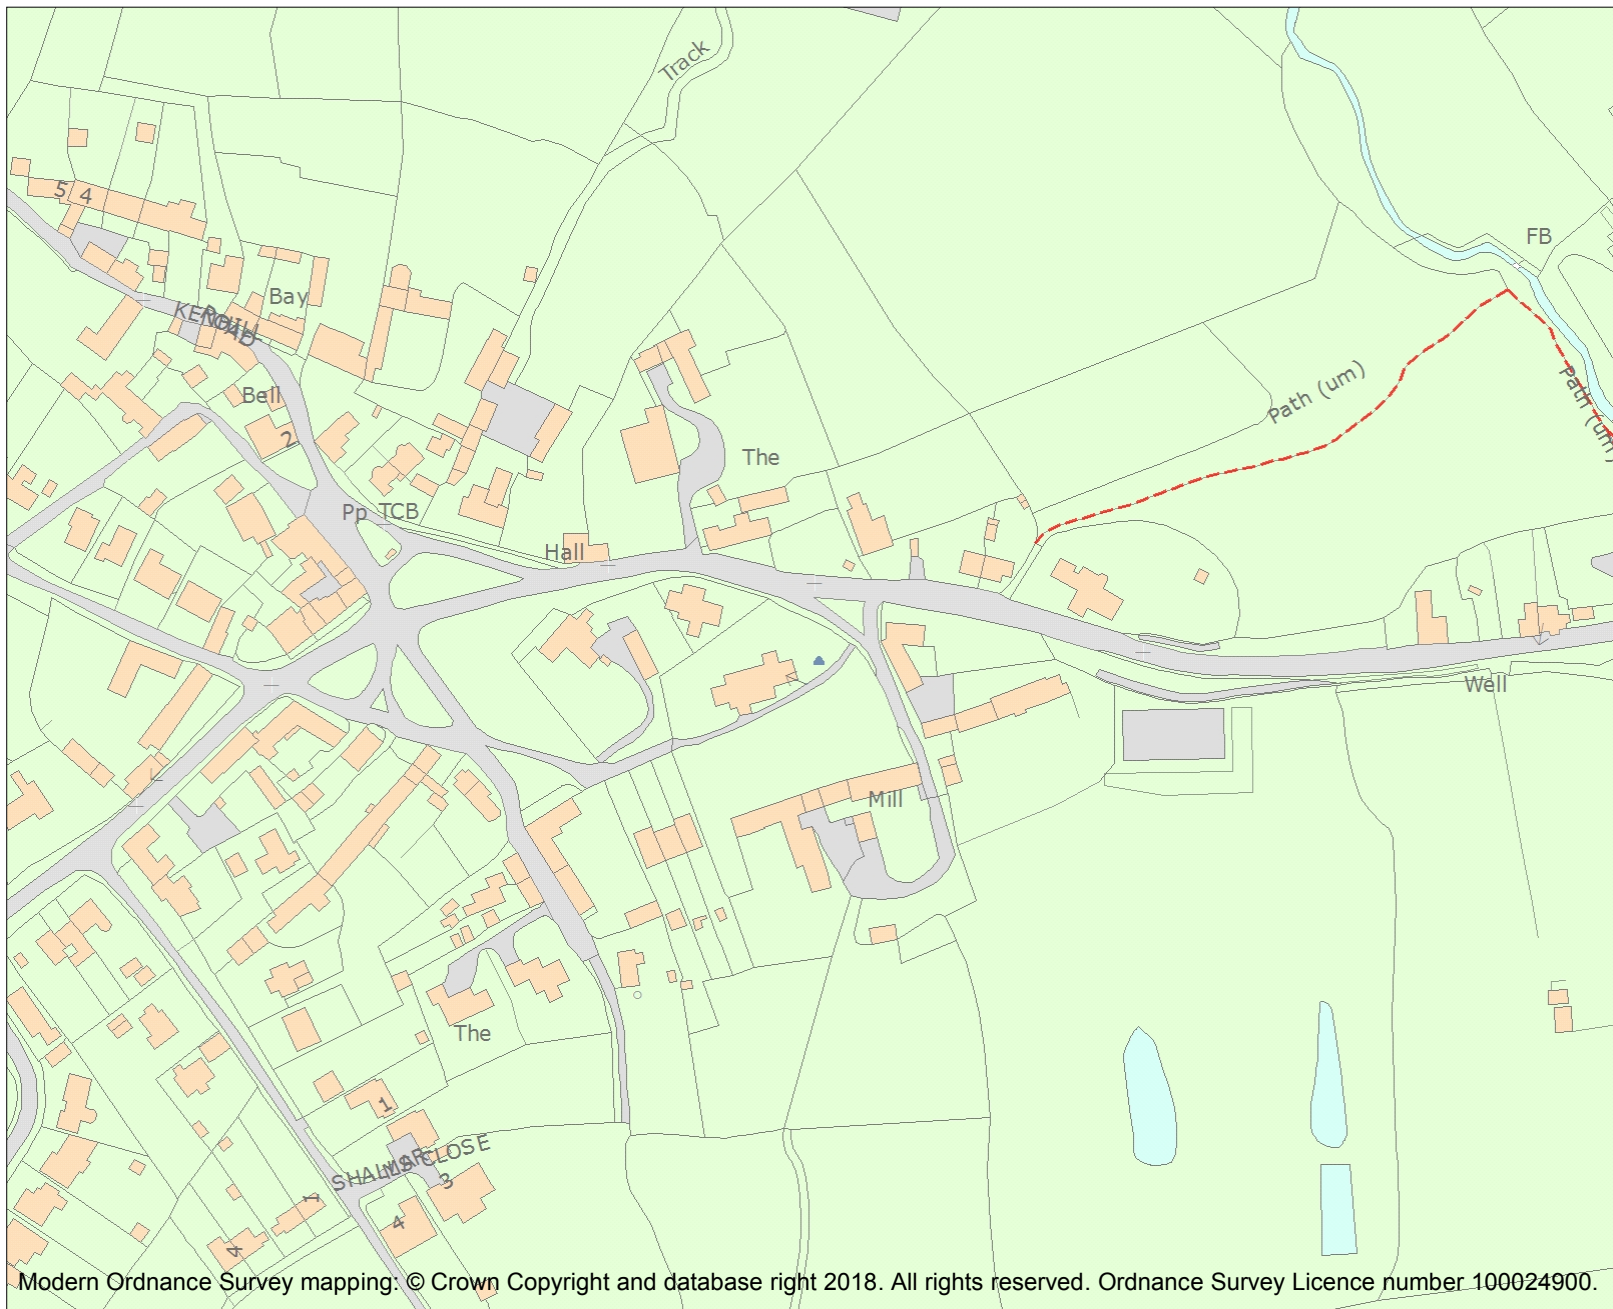 Track
5 4
FB
Bay
KENTHILL
ROAD
Path (um)
Path (um)
Bell
2
The
Pp TCB
Hall
Well
Mill
The
1
SHALMAR CLOSE
3
1
4
4
Modern Ordnance Survey mapping: © Crown Copyright and database right 2018. All rights reserved. Ordnance Survey Licence number 100024900.